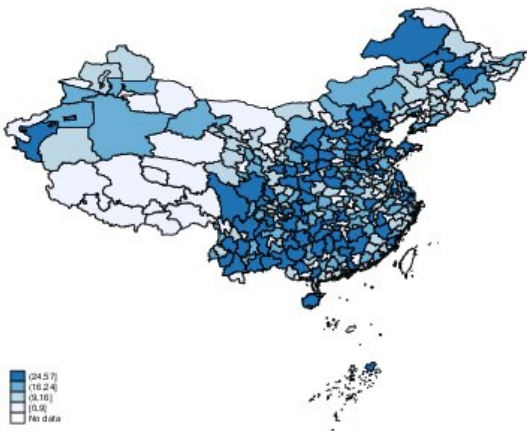 (24,57]
(16,24]
(9,16]
[0,9]
No data